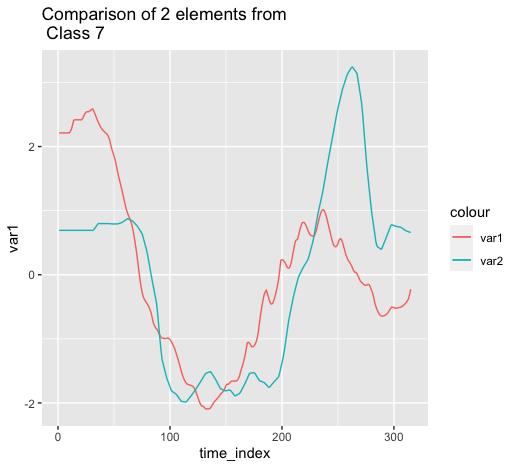 Comparison of 2 elements from
Class 7
var1
2
0
-2
0
100
200
300
time_index
colour
var1
var2